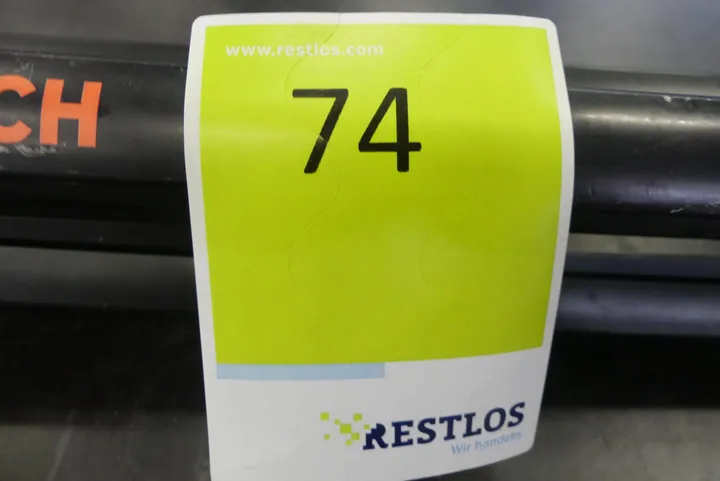 www.restlos.com
74
CH
RESTLOS
Wir handeln